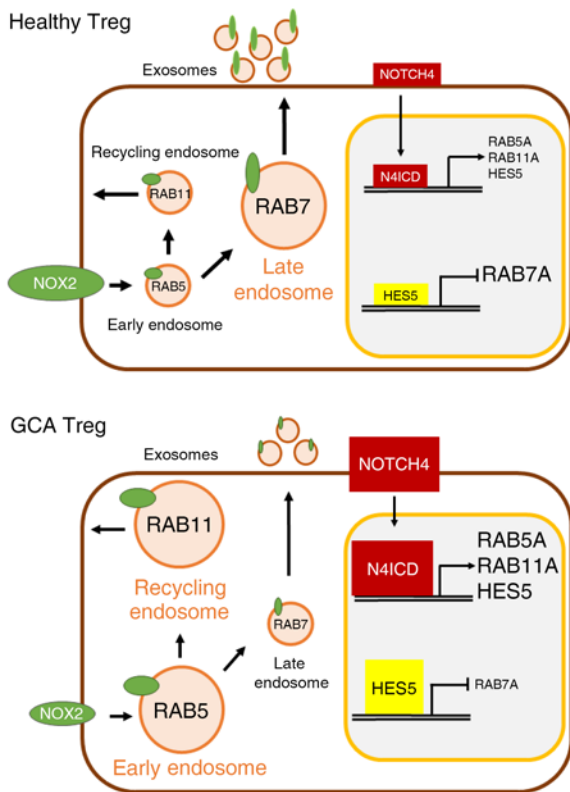 Healthy Treg
Exosomes
NOTCH4
Recycling endosome
RAB11
RAB7
Late
endosome
NOX2
RAB5
Early endosome
N4ICD
RAB5A
RAB11A
HES5
HES5
RAB7A
GCA Treg
Exosomes
NOTCH4
RAB11
Recycling
endosome
RAB7
Late
endosome
NOX2
RAB5
Early endosome
N4ICD
RAB5A
RAB11A
HES5
HES5
RAB7A